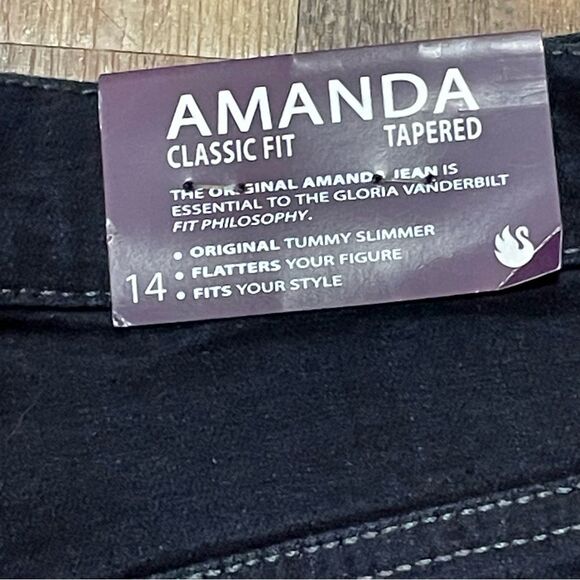 AMANDA
CLASSIC FIT TAPERED
THE ORIGINAL AMANDA JEAN IS
ESSENTIAL TO THE GLORIA VANDERBILT
FIT PHILOSOPHY.
• ORIGINAL TUMMY SLIMMER
• FLATTERS YOUR FIGURE
14 • FITS YOUR STYLE